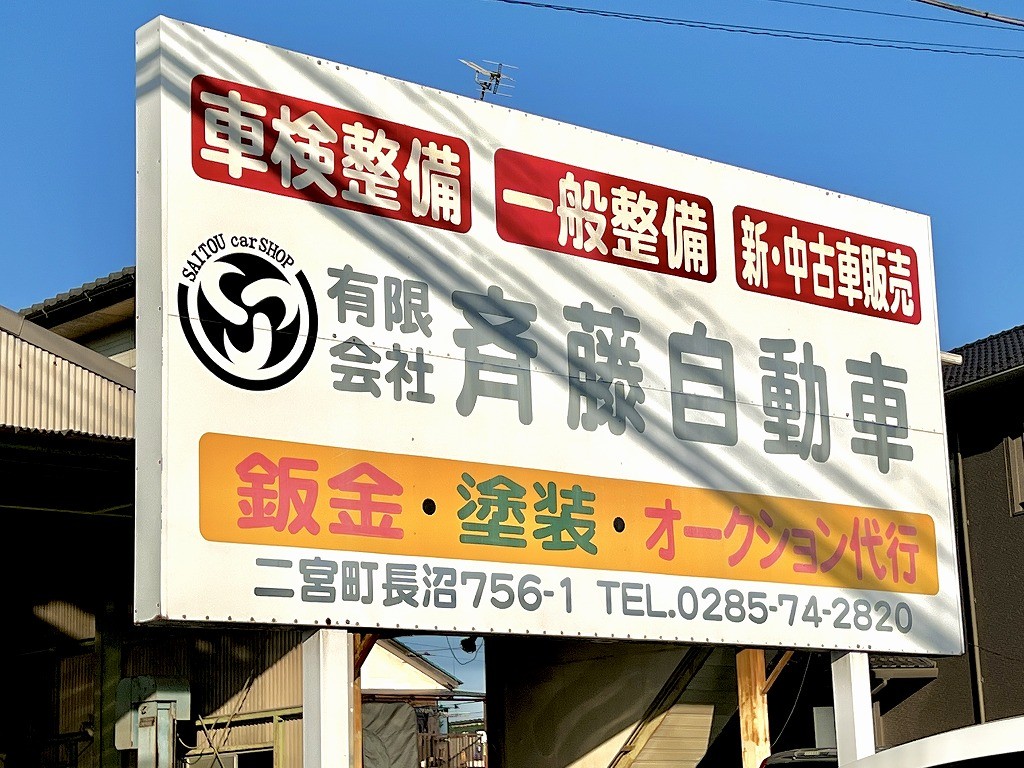 車検整備 一般整備 新・中古車販売
SAITOU carSHOP
有限会社 斉藤自動車
鈑金・塗装・オークション代行
二宮町長沼756-1 TEL.0285-74-2820